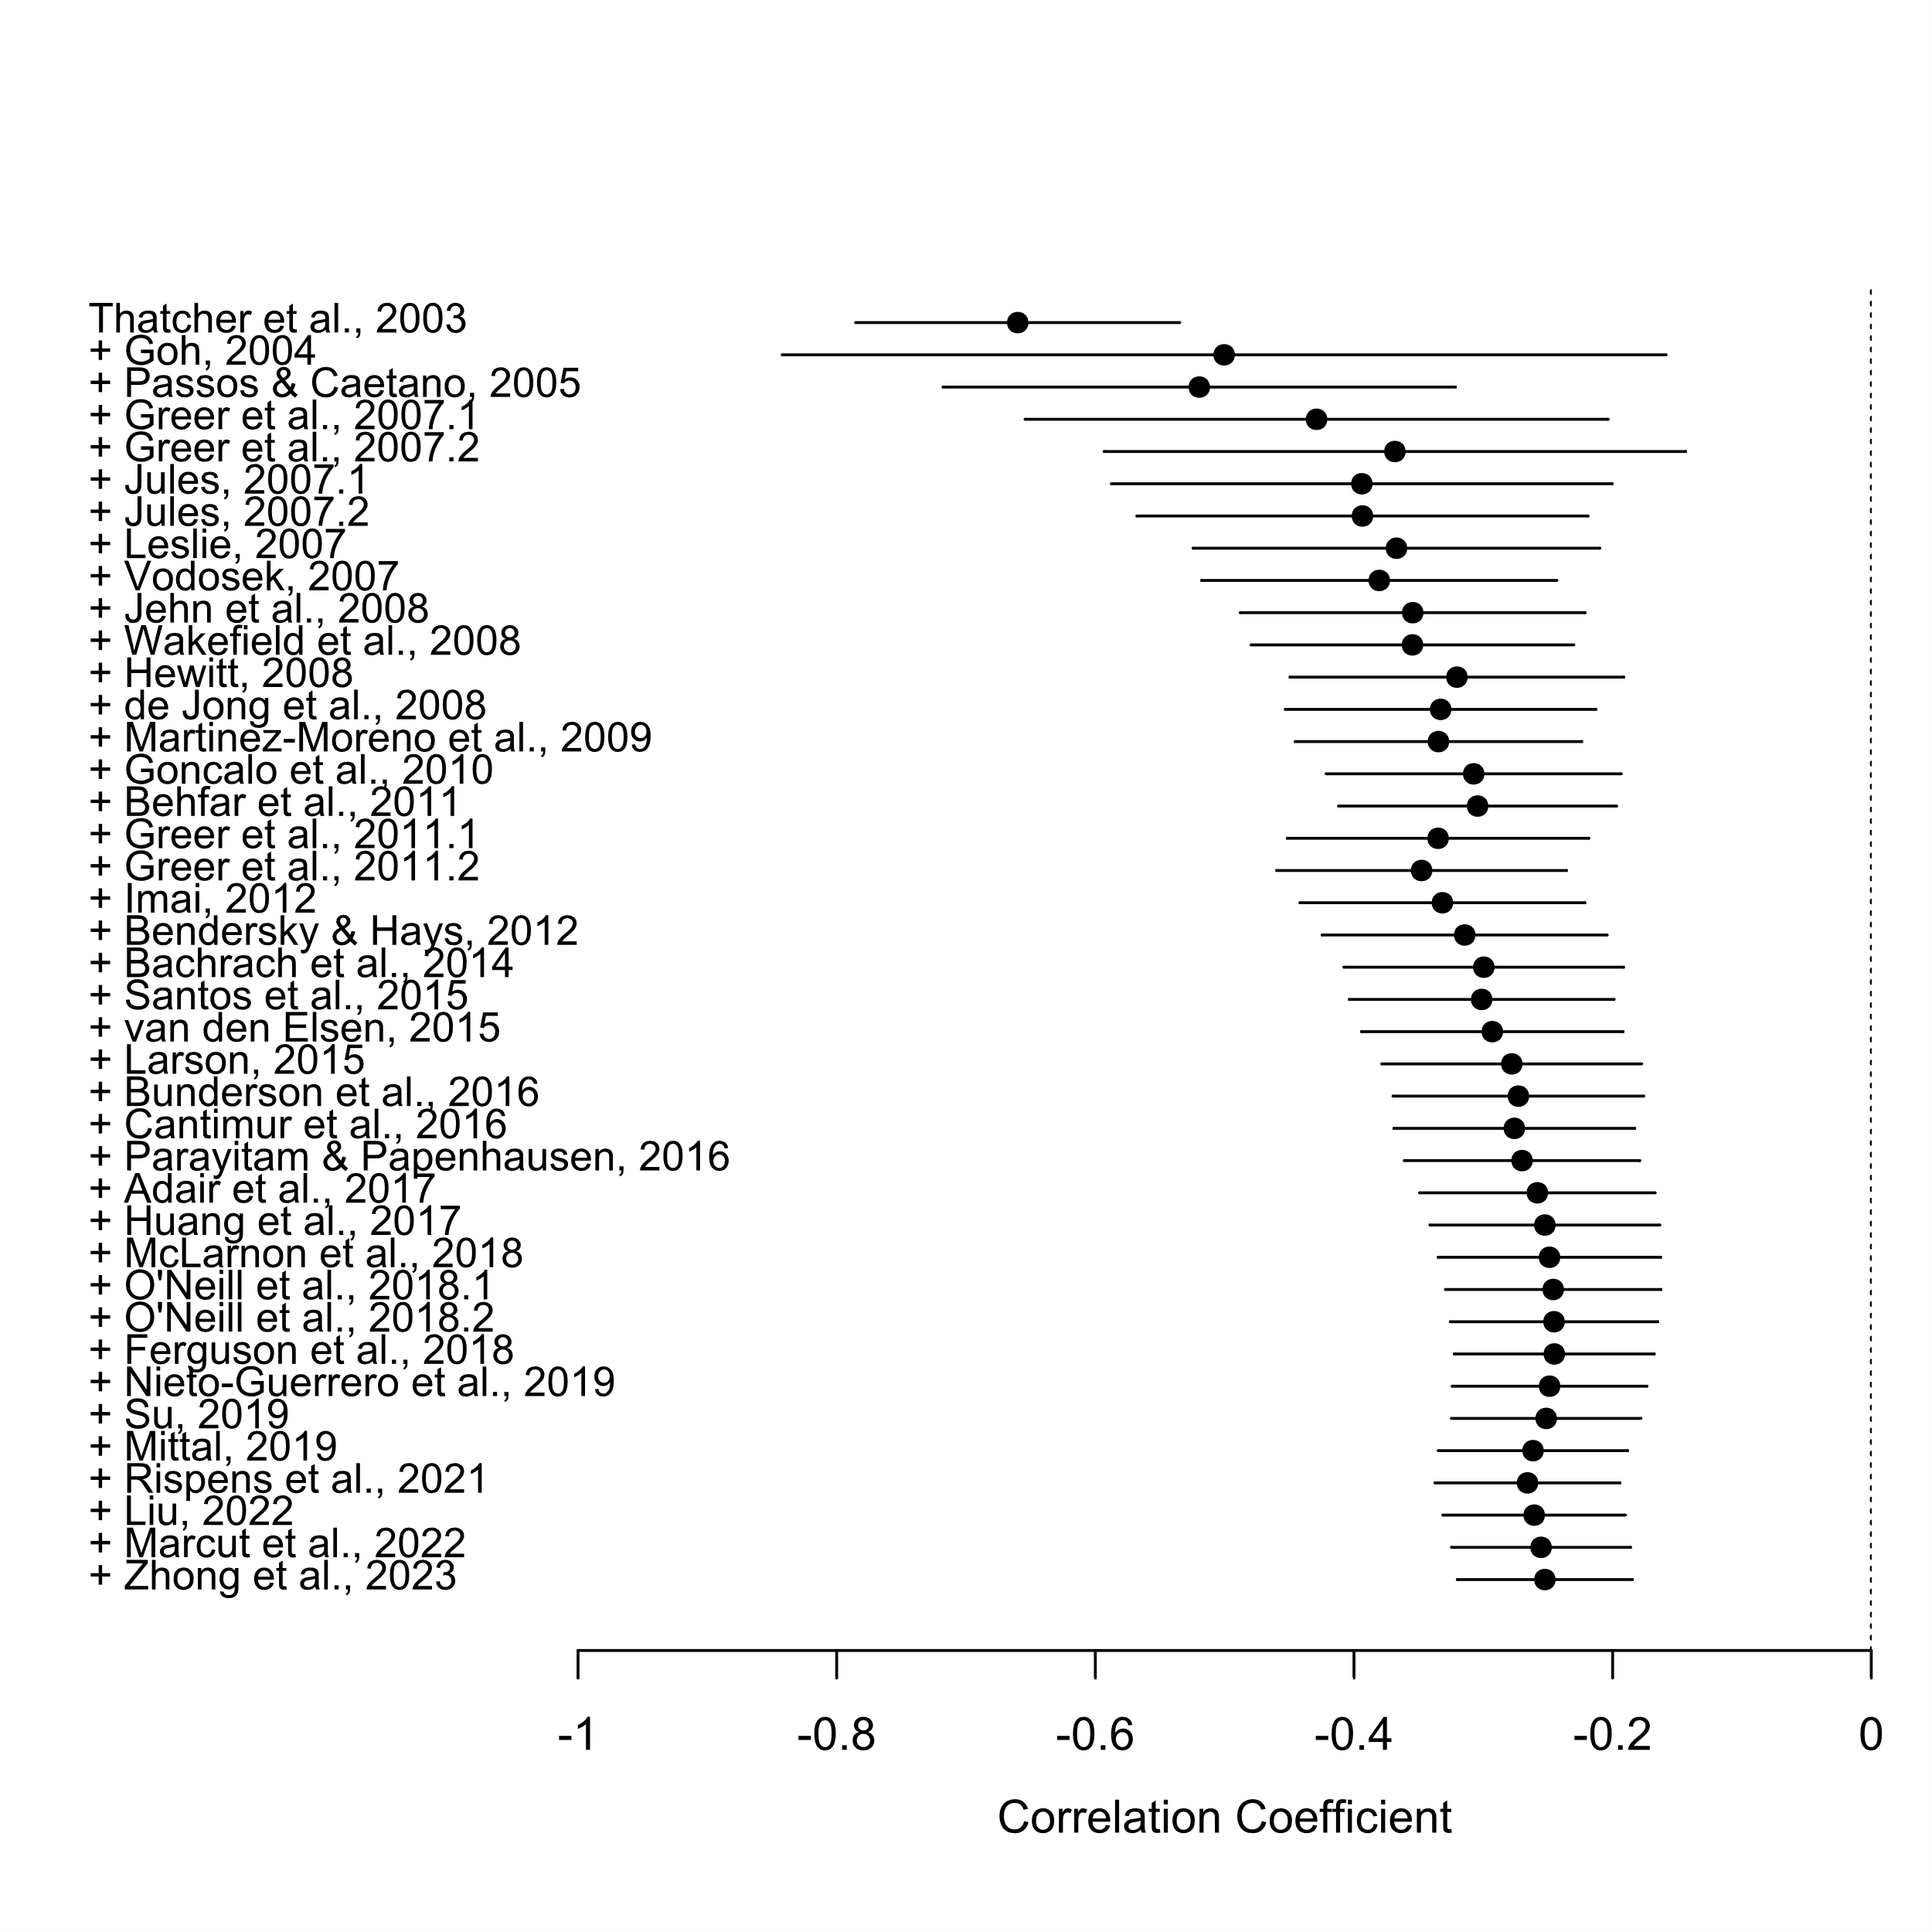 Thatcher et al., 2003
+ Goh, 2004
+ Passos & Caetano, 2005
+ Greer et al., 2007.1
+ Greer et al., 2007.2
+ Jules, 2007.1
+ Jules, 2007.2
+ Leslie, 2007
+ Vodosek, 2007
+ Jehn et al., 2008
+ Wakefield et al., 2008
+ Hewitt, 2008
+ de Jong et al., 2008
+ Martinez-Moreno et al., 2009
+ Goncalo et al., 2010
+ Behfar et al., 2011
+ Greer et al., 2011.1
+ Greer et al., 2011.2
+ Imai, 2012
+ Bendersky & Hays, 2012
+ Bachrach et al., 2014
+ Santos et al., 2015
+ van den Elsen, 2015
+ Larson, 2015
+ Bunderson et al., 2016
+ Cantimur et al., 2016
+ Parayitam & Papenhausen, 2016
+ Adair et al., 2017
+ Huang et al., 2017
+ McLarnon et al., 2018
+ O'Neill et al., 2018.1
+ O'Neill et al., 2018.2
+ Ferguson et al., 2018
+ Nieto-Guerrero et al., 2019
+ Su, 2019
+ Mittal, 2019
+ Rispens et al., 2021
+ Liu, 2022
+ Marcut et al., 2022
+ Zhong et al., 2023
-1 -0.8 -0.6 -0.4 -0.2 0
Correlation Coefficient